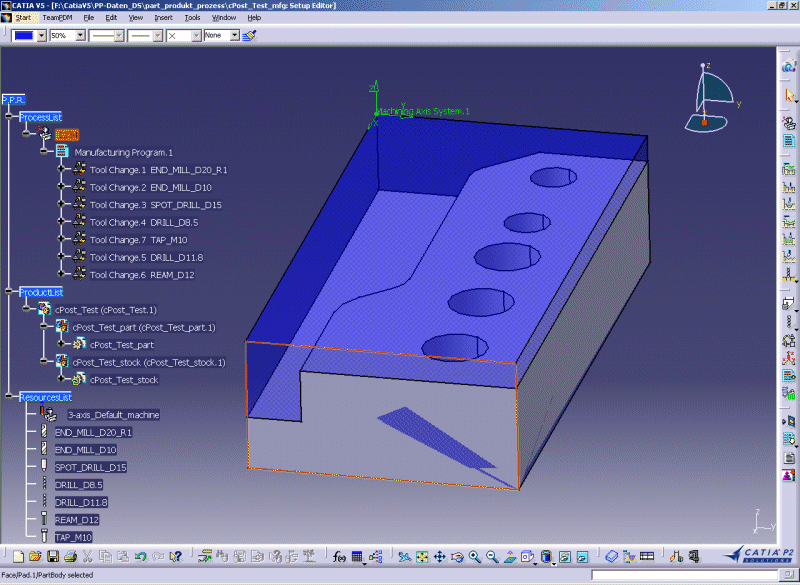 CATIA V5 - [F:\CatiaV5\PP-Daten_DS\part_produkt_prozess\cPost_Test_mfg: Setup Editor]
Start TeamPDM File Edit View Insert Tools Window Help
50% None
P.P.R.
ProcessList
Manufacturing Program.1
Tool Change.1 END_MILL_D20_R1
Tool Change.2 END_MILL_D10
Tool Change.3 SPOT_DRILL_D15
Tool Change.4 DRILL_D8.5
Tool Change.7 TAP_M10
Tool Change.5 DRILL_D11.8
Tool Change.6 REAM_D12
ProductList
cPost_Test (cPost_Test.1)
cPost_Test_part (cPost_Test_part.1)
cPost_Test_part
cPost_Test_stock (cPost_Test_stock.1)
cPost_Test_stock
ResourcesList
3-axis_Default_machine
END_MILL_D20_R1
END_MILL_D10
SPOT_DRILL_D15
DRILL_D8.5
DRILL_D11.8
REAM_D12
TAP_M10
Machining Axis System.1
z
y
CATIA P2
SOLUTIONS
Face/Pad.1/PartBody selected